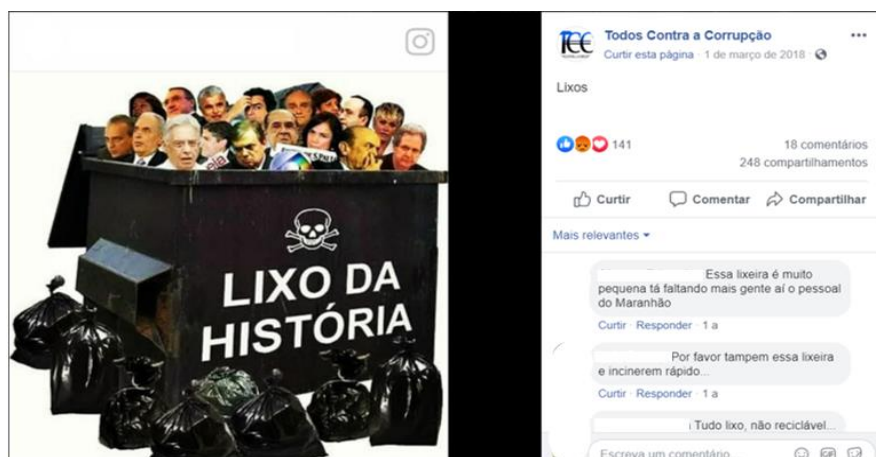 LIXO DA
HISTÓRIA
Todos Contra a Corrupção
Curtir esta página · 1 de março de 2018 ·
Lixos
141
18 comentários
248 compartilhamentos
Curtir
Comentar
Compartilhar
Mais relevantes
Essa lixeira é muito
pequena tá faltando mais gente aí o pessoal
do Maranhão
Curtir · Responder · 1 a
Por favor tampem essa lixeira
e incinerem rápido...
Curtir · Responder · 1 a
Tudo lixo, não reciclável...
Escreva um comentário...
GIF